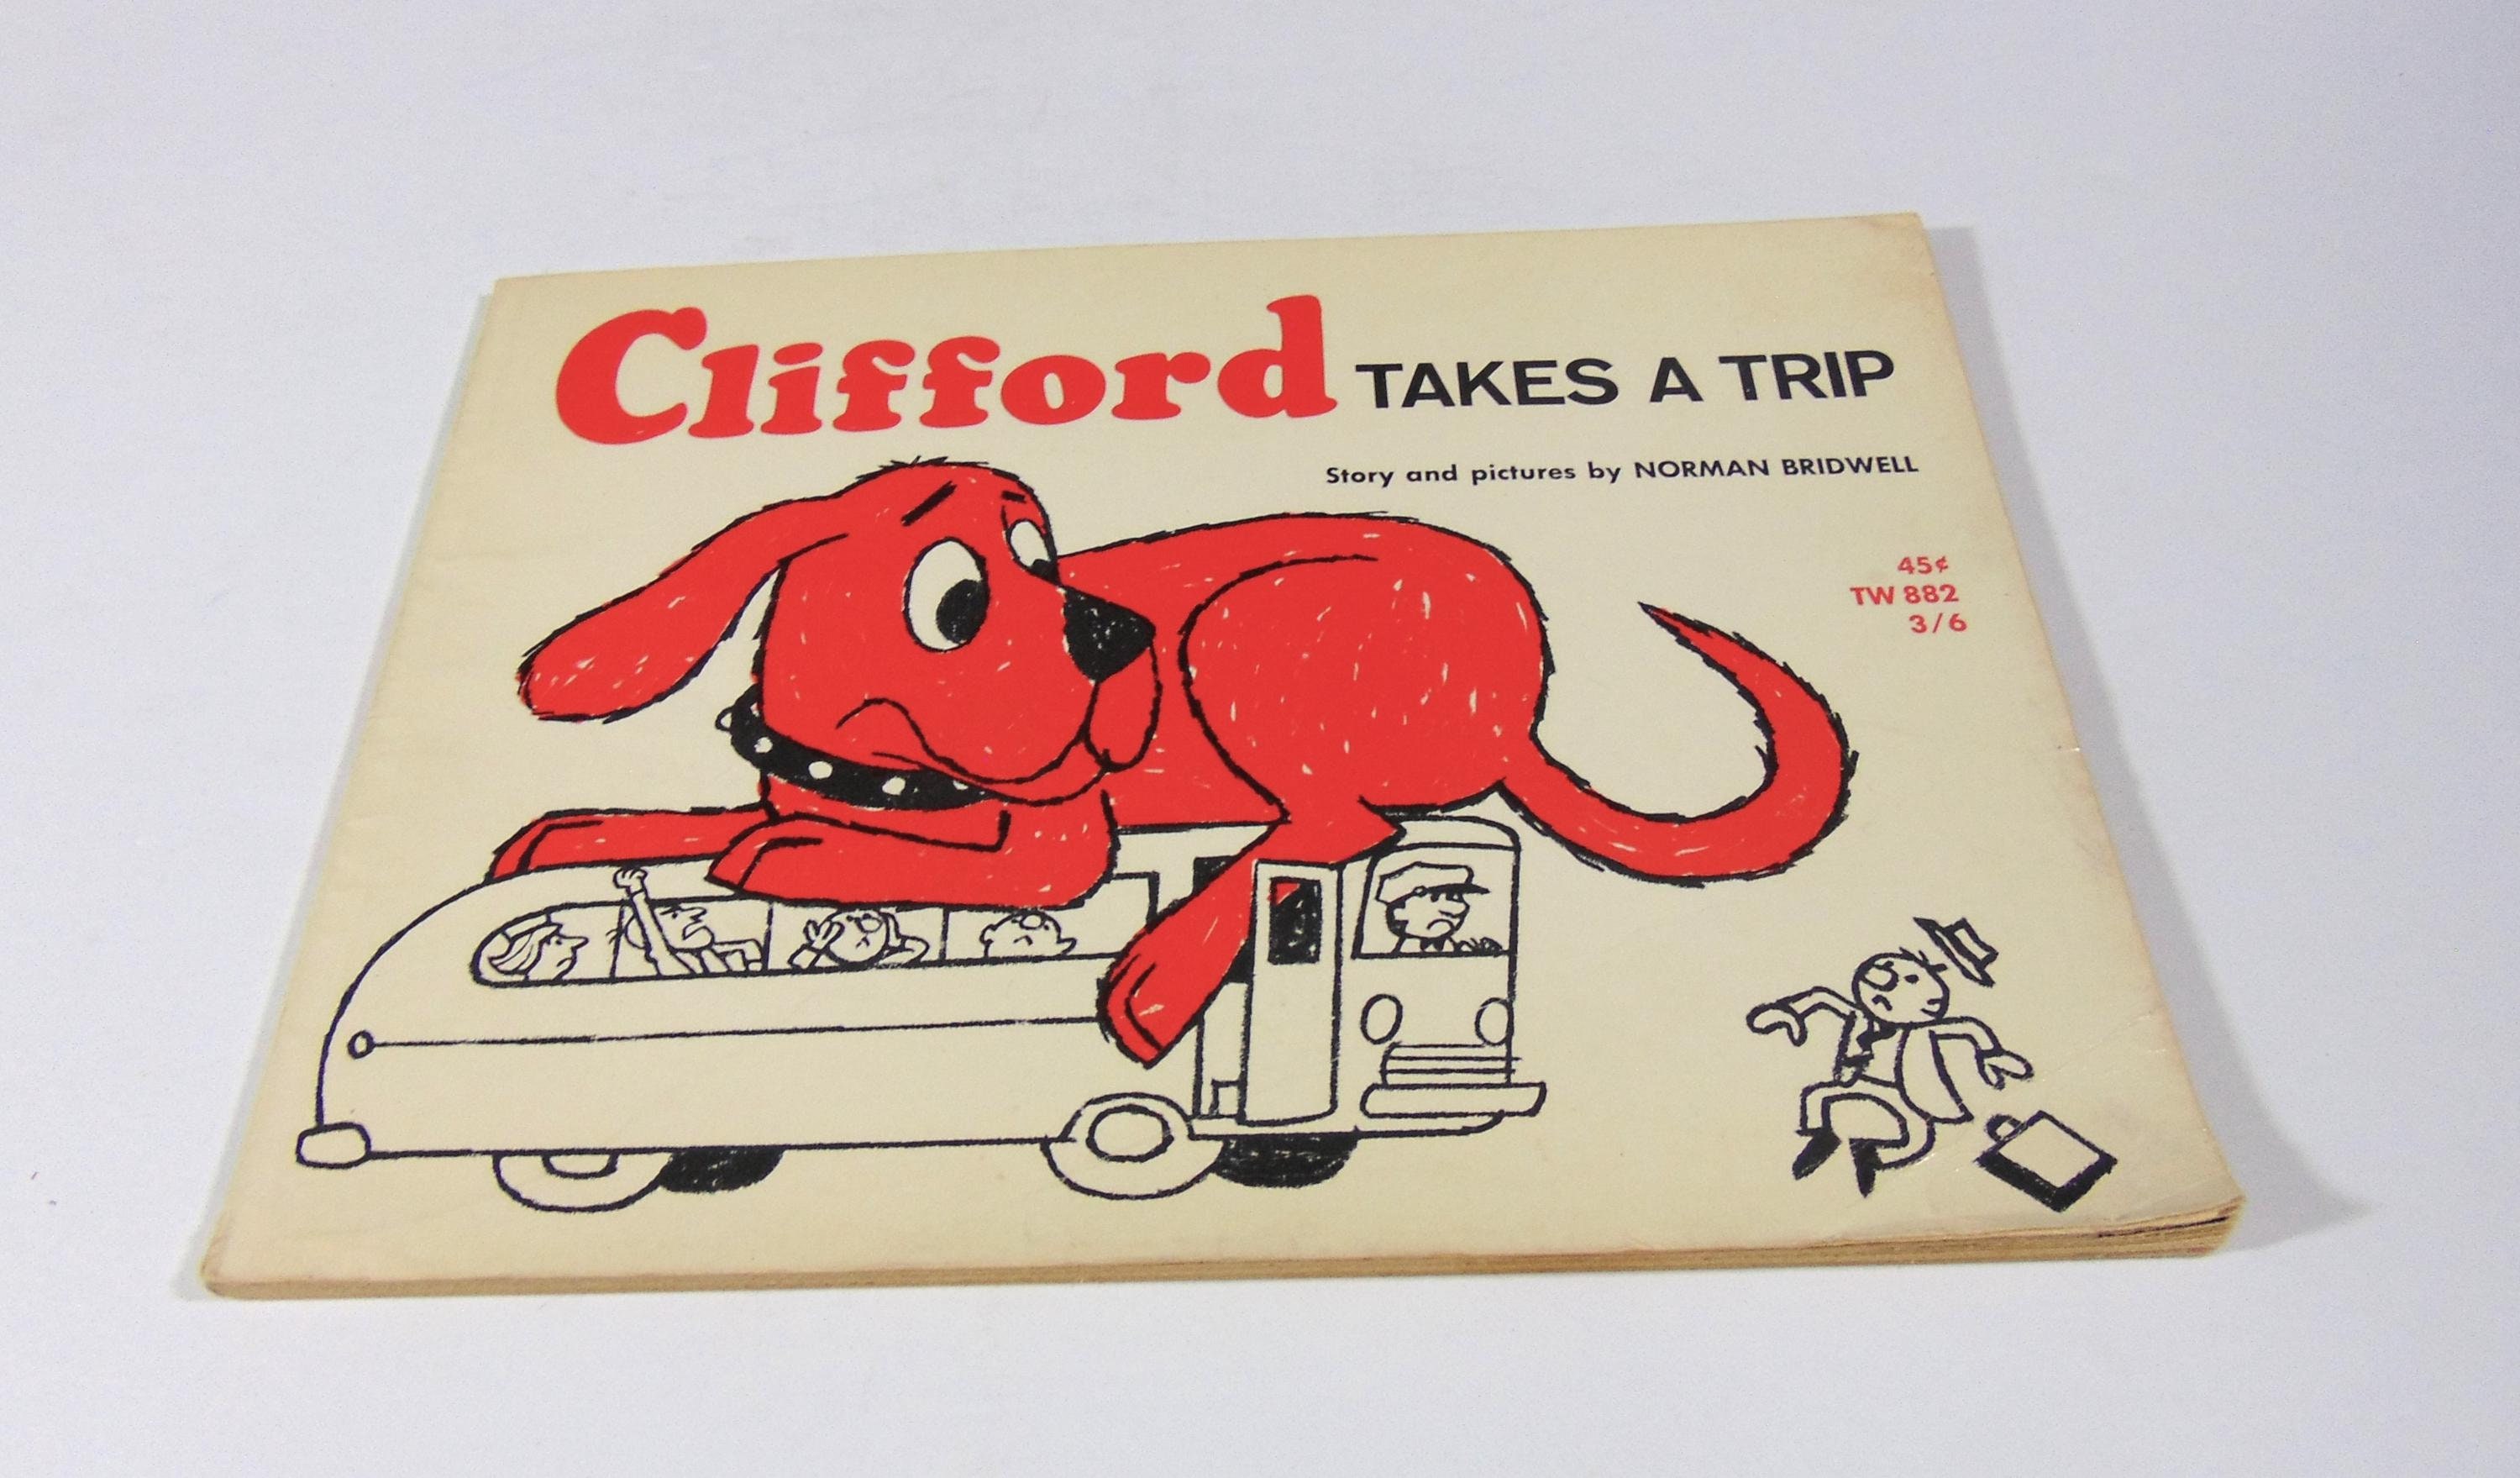 Clifford TAKES A TRIP
Story and pictures by NORMAN BRIDWELL
45¢
TW 882
3/6